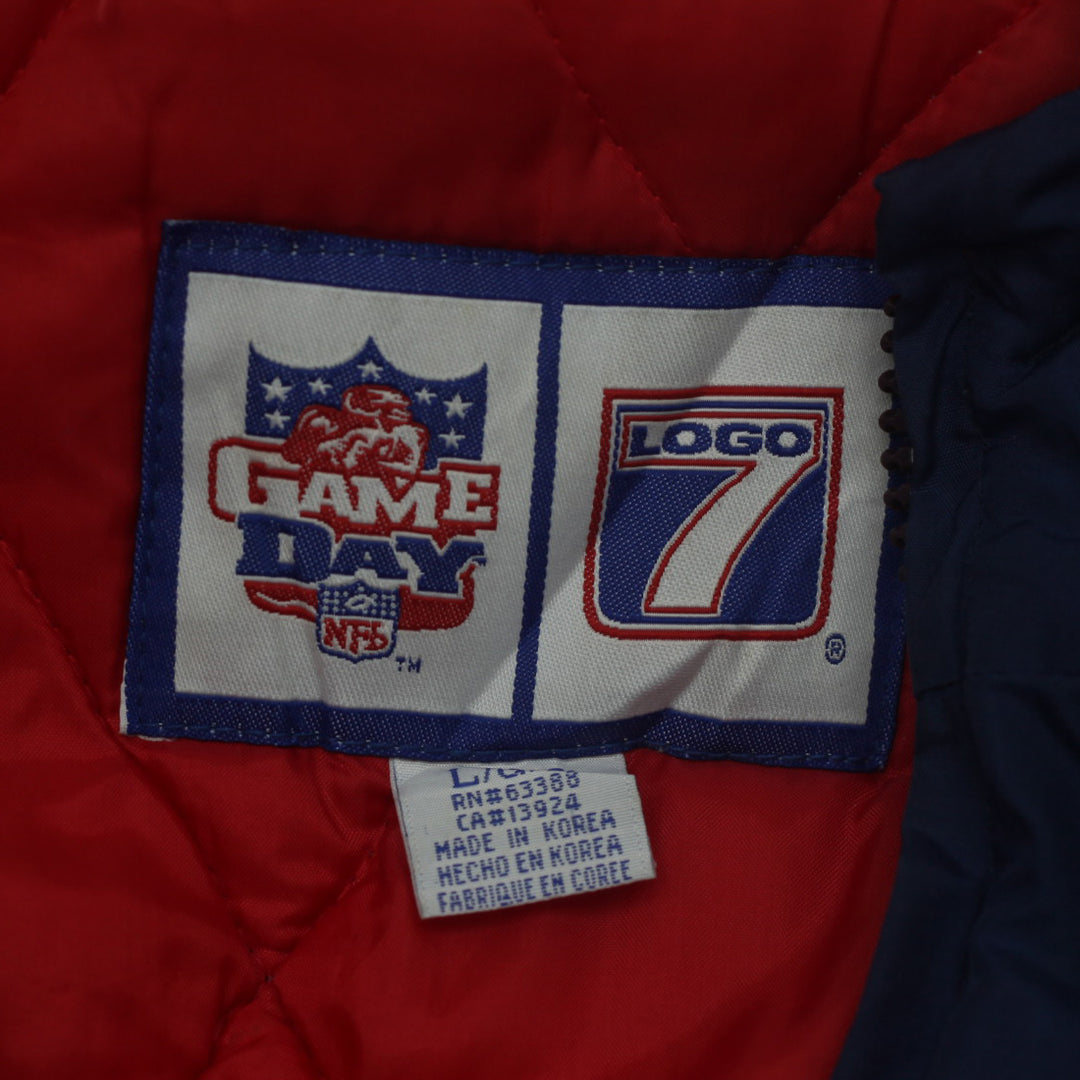 GAME
DAY
NFL
TM
LOGO
7
®
RN#63388
CA#13924
MADE IN KOREA
HECHO EN KOREA
FABRIQUE EN COREE